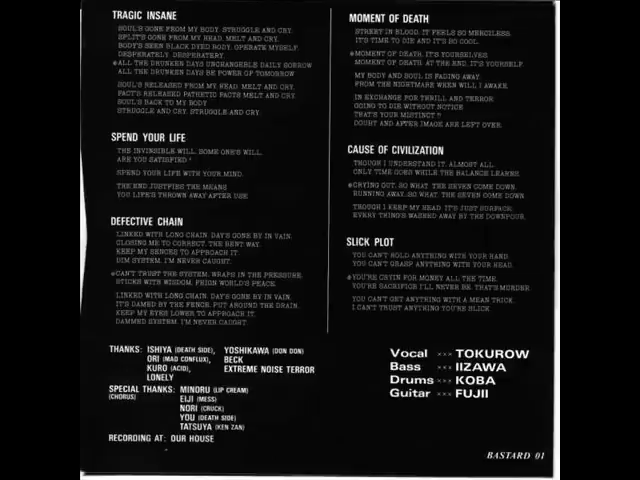 TRAGIC INSANE
SOUL'S GONE FROM MY BODY, STRUGGLE AND CRY.
SPLIT'S GONE FROM MY HEAD, MELT AND CRY.
BODY'S SEEN BLACK DYED BODY, OPERATE MYSELF.
DESPERATELY, DESPERATERY.
※ALL THE DRUNKEN DAYS UNCHANGEBLE DAILY SORROW
ALL THE DRUNKEN DAYS BE POWER OF TOMORROW
SOUL'S RELEASED FROM MY HEAD, MELT AND CRY.
FACT'S RELEASED PATHETIO FACTS MELT AND CRY.
SOUL'S BACK TO MY BODY
STRUGGLE AND CRY, STRUGGLE AND CRY.
SPEND YOUR LIFE
THE INVINSIBLE WILL, SOME ONE'S WILL,
ARE YOU SATISFIED
SPEND YOUR LIFE WITH YOUR MIND.
THE END JUSTFIES THE MEANS
YOU LIFE'S THROWN AWAY AFTER USE
DEFECTIVE CHAIN
LINKED WITH LONG CHAIN, DAY'S GONE BY IN VAIN.
CLOSING ME TO CORRECT, THE BENT WAY.
KEEP MY SENCES TO APPROACH IT.
DIM SYSTEM, I'M NEVER CAUGHT.
※CAN'T TRUST THE SYSTEM, WRAPS IN THE PRESSURE.
STICKS WITH WISDOM, FEIGN WORLD'S PEACE.
LINKED WITH LONG CHAIN, DAY'S GONE BY IN VAIN.
IT'S DAMED BY THE FENCE, PUT AROUND THE DRAIN.
KEEP MY EYES LOWER TO APPROACH IT.
DAMMED SYSTEM, I'M NEVER CAUGHT.
THANKS: ISHIYA (DEATH SIDE), YOSHIKAWA (DON DON)
ORI (MAD CONFLUX), BECK
KURO (ACID), EXTREME NOISE TERROR
LONELY
SPECIAL THANKS: MINORU (LIP CREAM)
(CHORUS) EIJI (MESS)
NORI (CRUCK)
YOU (DEATH SIDE)
TATSUYA (KEN ZAN)
RECORDING AT: OUR HOUSE
MOMENT OF DEATH
STREET IN BLOOD, IT FEELS SO MERCILESS.
IT'S TIME TO DIE AND IT'S SO COOL.
※MOMENT OF DEATH, IT'S YOURSELVES
MOMENT OF DEATH, AT THE END, IT'S YOURSELF
MY BODY AND SOUL IS FADING AWAY.
FROM THE NIGHTMARE WHEN WILL I AWAKE.
IN EXCHANGE FOR THRILL AND TERROR
GOING TO DIE WITHOUT NOTICE
THAT'S YOUR MISTINCT !!
DOUBT AND AFTER IMAGE ARE LEFT OVER.
CAUSE OF CIVILIZATION
THOUGH I UNDERSTAND IT, ALMOST ALL.
ONLY TIME GOES WHILE THE BALANCE LEARNS.
※CRYING OUT, SO WHAT THE SEVEN COME DOWN.
RUNNING AWAY, SO WHAT THE SEVEN COME DOWN
THOUGH I KEEP MY HEAD, IT'S JUST SURFACE.
EVERY THING'S WASHED AWAY BY THE DOWNPOUR.
SLICK PLOT
YOU CAN'T HOLD ANYTHING WITH YOUR HAND.
YOU CAN'T GRASP ANYTHING WITH YOUR HEAD.
※YOU'RE CRYIN FOR MONEY ALL THE TIME.
YOU'RE SACRIFICE I'LL NEVER BE, THAT'S MURDER
YOU CAN'T GET ANYTHING WITH A MEAN TRICK.
I CAN'T TRUST ANYTHING YOU'RE SLICK
Vocal ××× TOKUROW
Bass ××× IIZAWA
Drums ××× KOBA
Guitar ××× FUJII
BASTARD 01